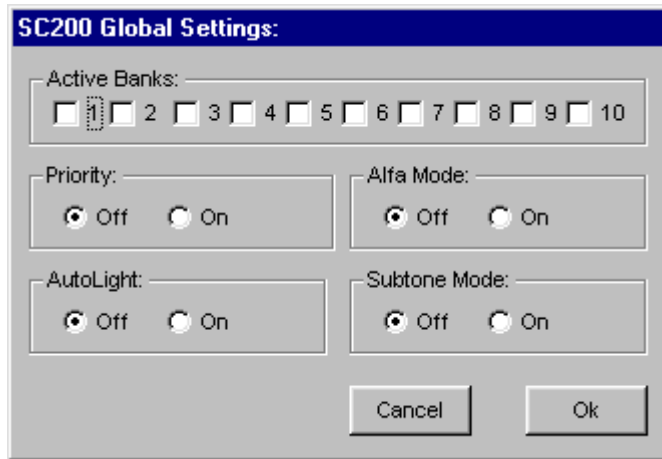 SC200 Global Settings:
Active Banks:
1 2 3 4 5 6 7 8 9 10
Priority:
Off On
Alfa Mode:
Off On
AutoLight:
Off On
Subtone Mode:
Off On
Cancel Ok